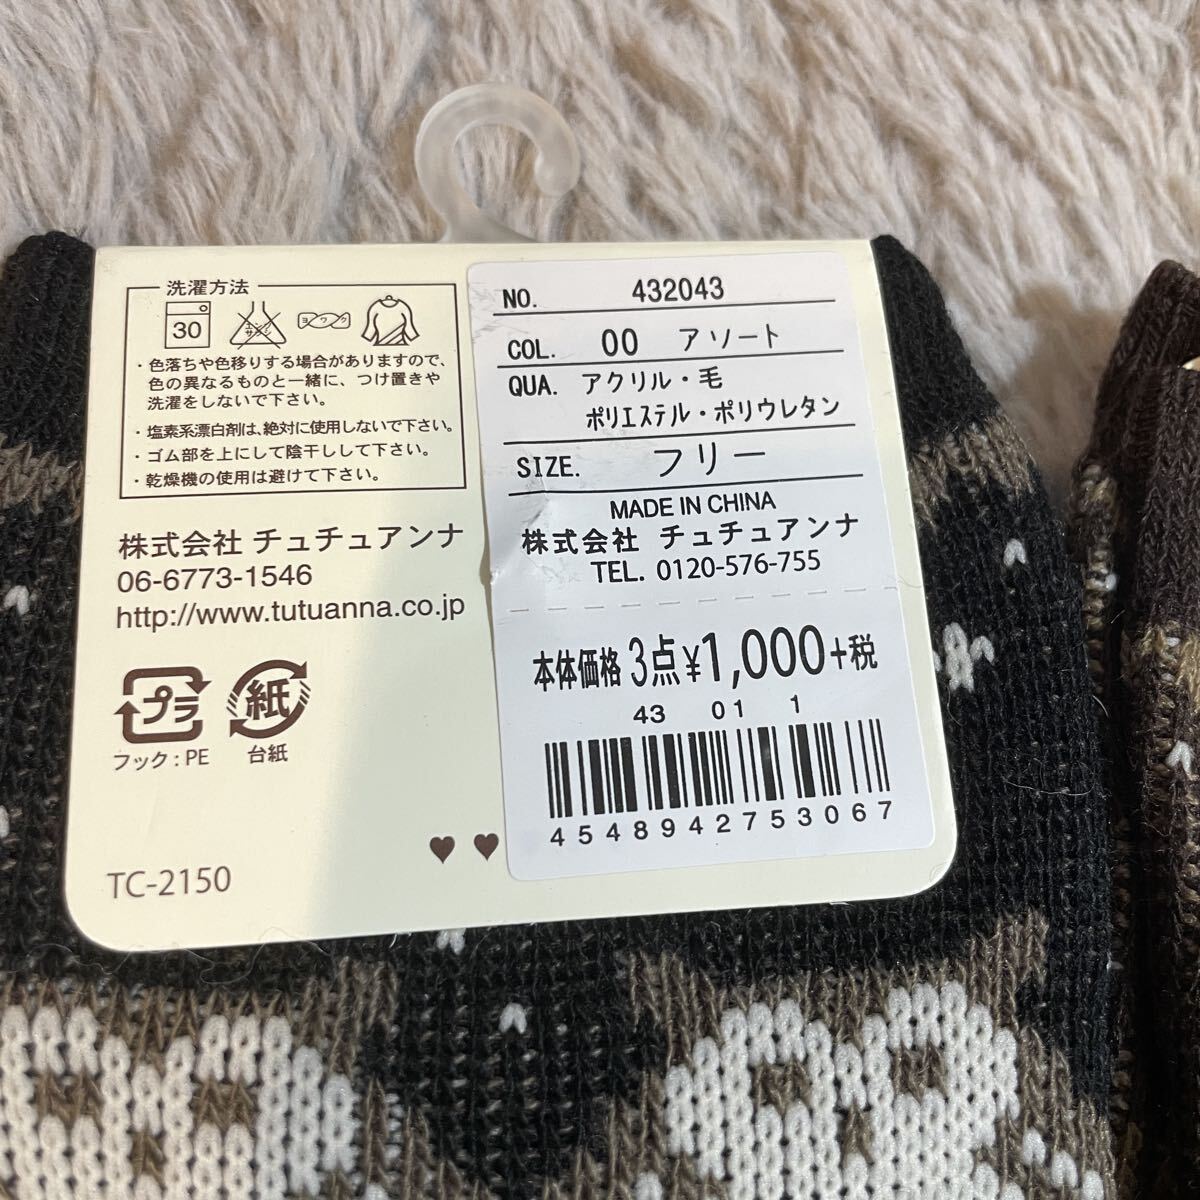 洗濯方法
30
エンソ
サラシ
ヨワク
・色落ちや色移りする場合がありますので、
色の異なるものと一緒に、つけ置きや
洗濯をしないで下さい。
・塩素系漂白剤は、絶対に使用しないで下さい。
・ゴム部を上にして陰干しして下さい。
・乾燥機の使用は避けて下さい。
株式会社 チュチュアンナ
06-6773-1546
http://www.tutuanna.co.jp
プラ
紙
フック:PE
台紙
TC-2150
NO. 432043
COL. 00 アソート
QUA. アクリル・毛
ポリエステル・ポリウレタン
SIZE. フリー
MADE IN CHINA
株式会社 チュチュアンナ
TEL. 0120-576-755
本体価格3点¥1,000+税
43 01 1
4548942753067